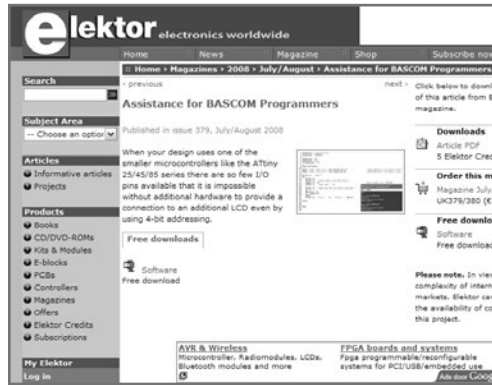 elektor electronics worldwide
Home News Magazine Shop Subscribe now
Home › Magazines › 2008 › July/August › Assistance for BASCOM Programmers
Search
‹ previous
next ›
Assistance for BASCOM Programmers
Published in issue 379, July/August 2008
When your design uses one of the
smaller microcontrollers like the ATtiny
25/45/85 series there are so few I/O
pins available that it is impossible
without additional hardware to provide a
connection to an additional LCD even by
using 4-bit addressing.
Free downloads
Software
Free download
Subject Area
-- Choose an option
Articles
Informative articles
Projects
Products
Books
CD/DVD-ROMs
Kits & Modules
E-blocks
PCBs
Controllers
Magazines
Offers
Elektor Credits
Subscriptions
My Elektor
Log in
Click below to
of this article from
magazine.
Downloads
Article PDF
5 Elektor
Order this
Magazine July
UK379/380
Free
Software
Free
Please note. In
complexity of
markets. Elektor
the availability of
this project.
AVR & Wireless
Microcontroller, Radiomodules, LCDs,
Bluetooth modules and more
FPGA boards and systems
Fpga programmable/reconfigurable
systems for PCI/USB/embedded use
Ads door